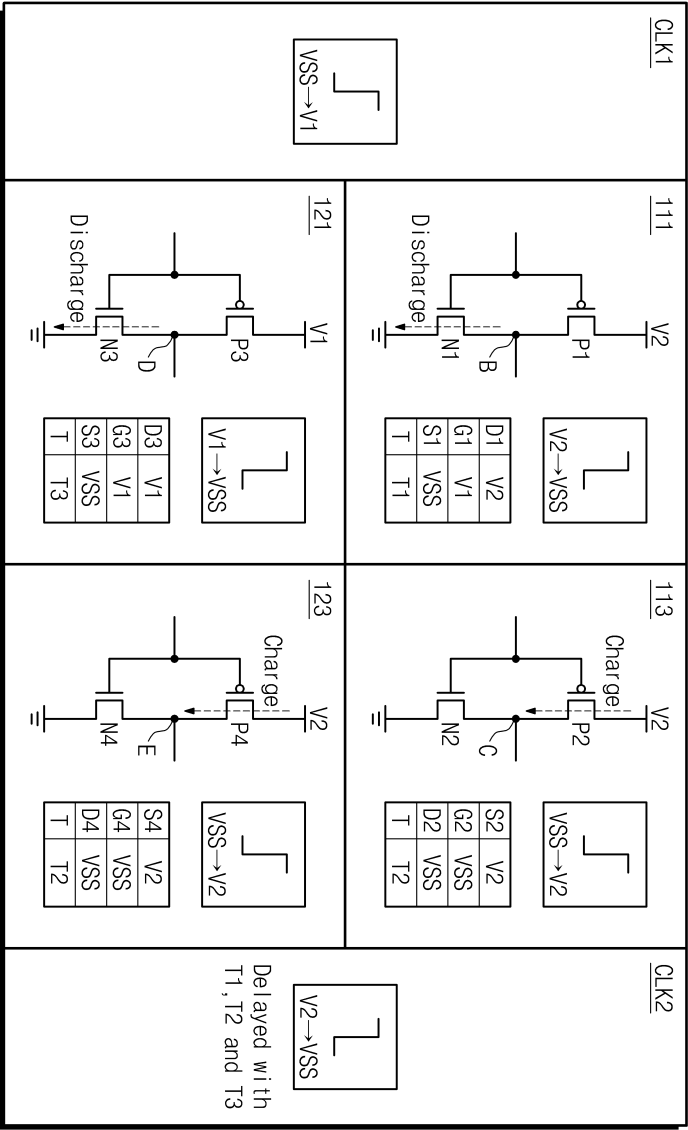 CLK1
VSS→V1
111
V2
P1
B
N1
Discharge
V2→VSS
D1 V2
G1 V1
S1 VSS
T T1
121
V1
P3
D
N3
Discharge
V1→VSS
D3 V1
G3 V1
S3 VSS
T T3
113
V2
Charge
P2
C
N2
VSS→V2
S2 V2
G2 VSS
D2 VSS
T T2
123
V2
Charge
P4
E
N4
VSS→V2
S4 V2
G4 VSS
D4 VSS
T T2
CLK2
V2→VSS
Delayed with
T1,T2 and T3